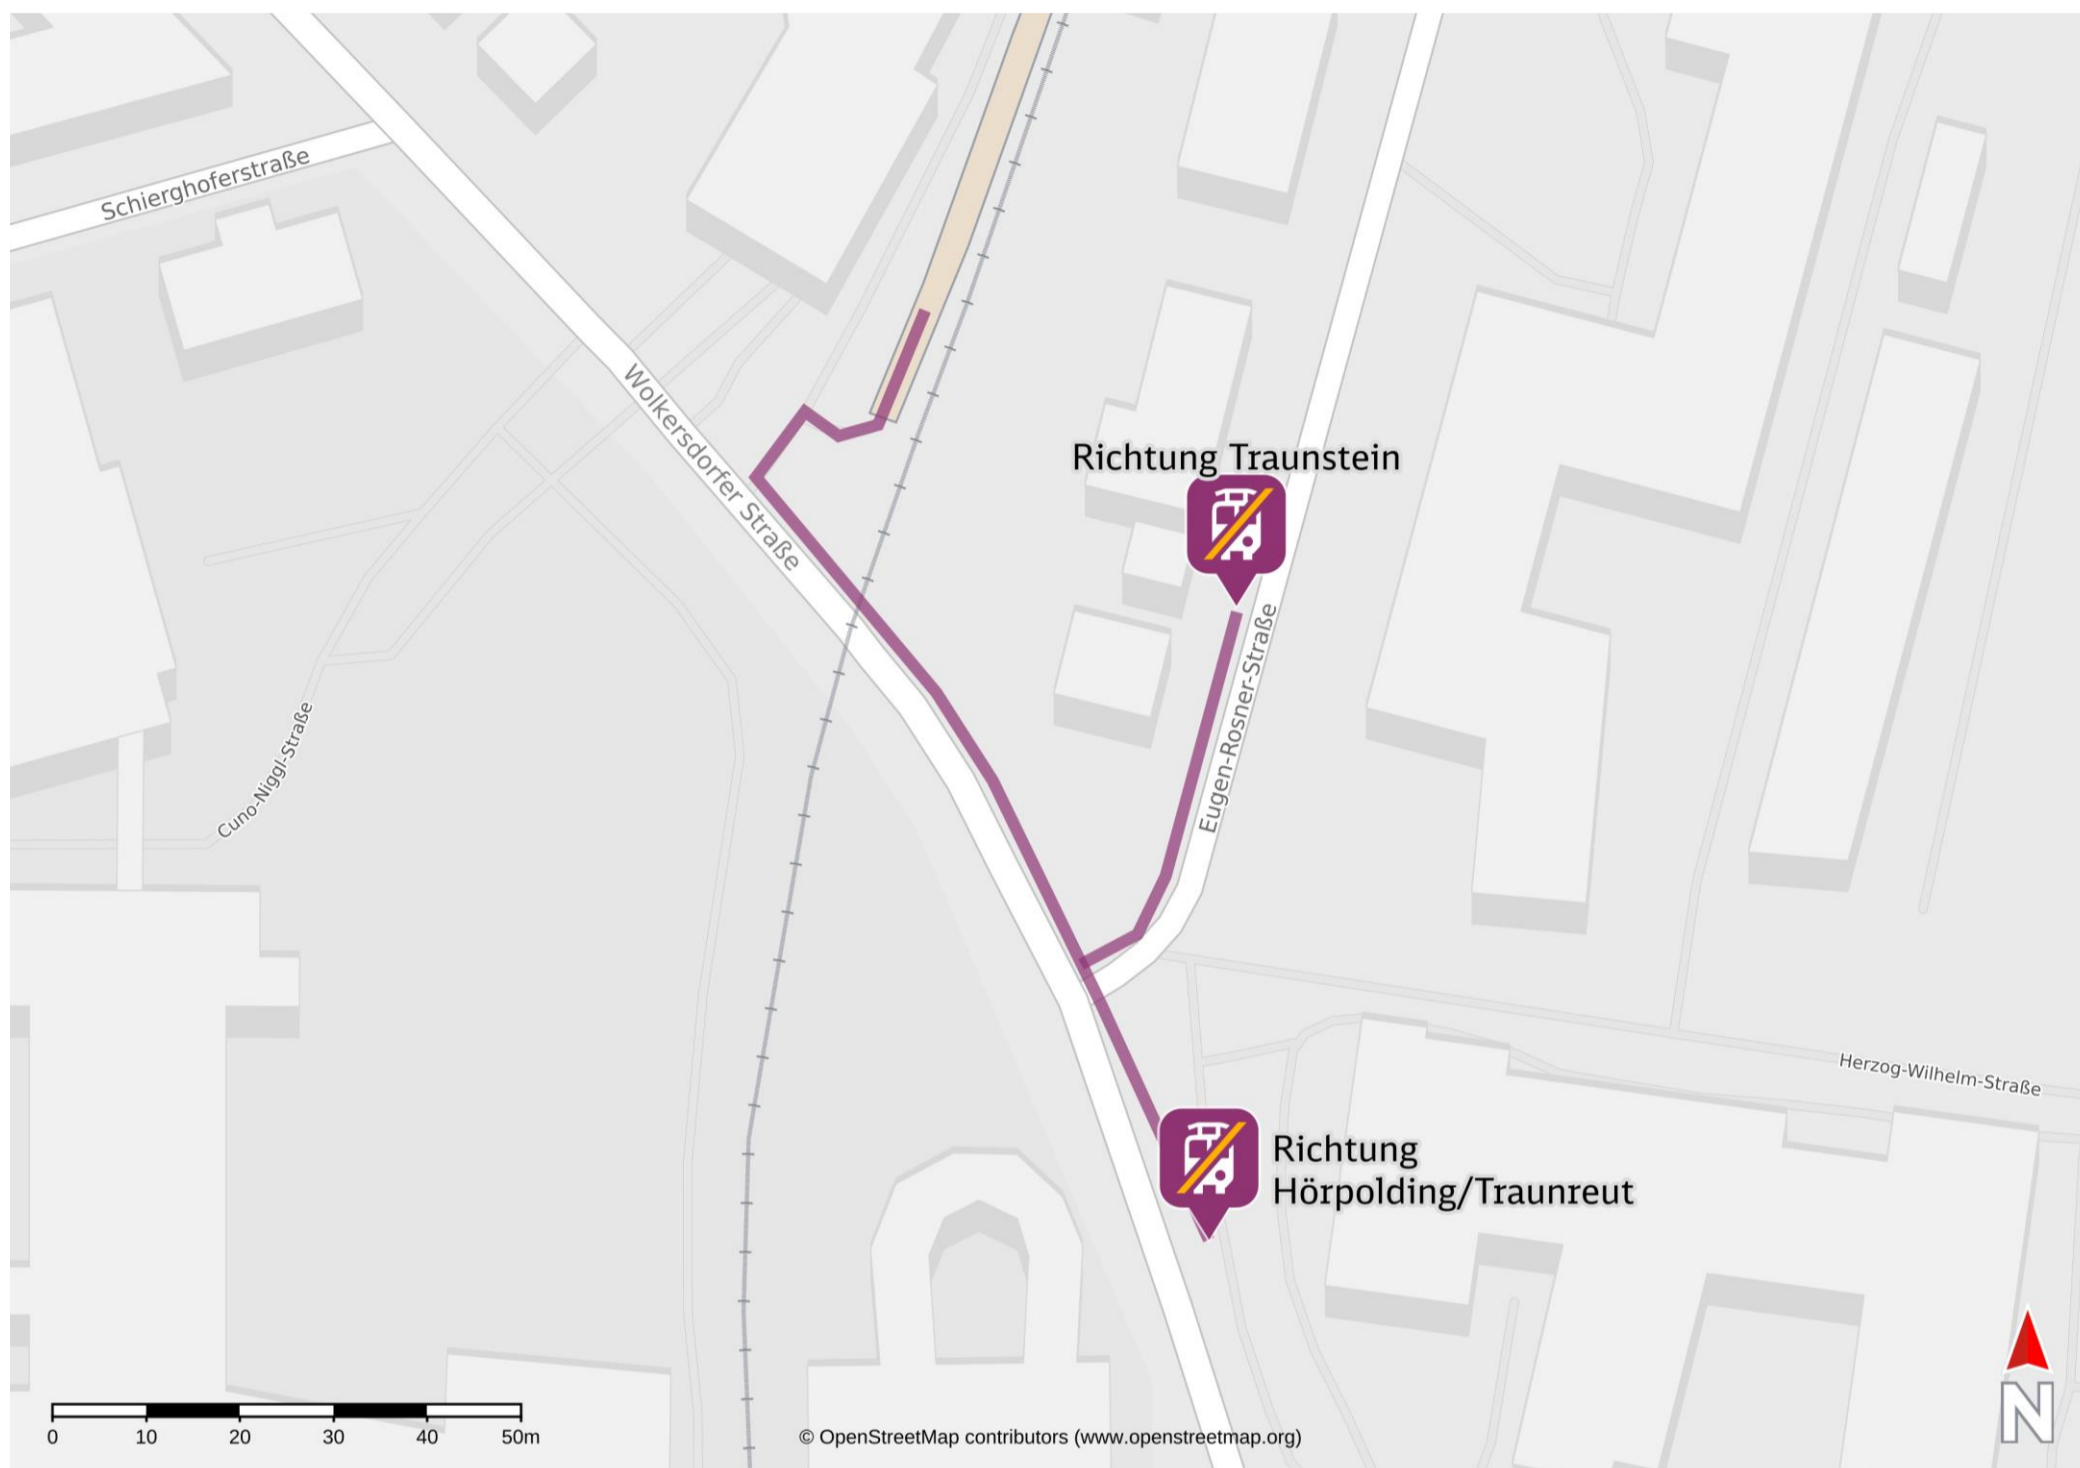 Schierghoferstraße
Wolkersdorfer Straße
Richtung Traunstein
Eugen-Rosner-Straße
Cuno-Niggl-Straße
Herzog-Wilhelm-Straße
Richtung
Hörpolding/Traunreut
N
0 10 20 30 40 50m
© OpenStreetMap contributors (www.openstreetmap.org)